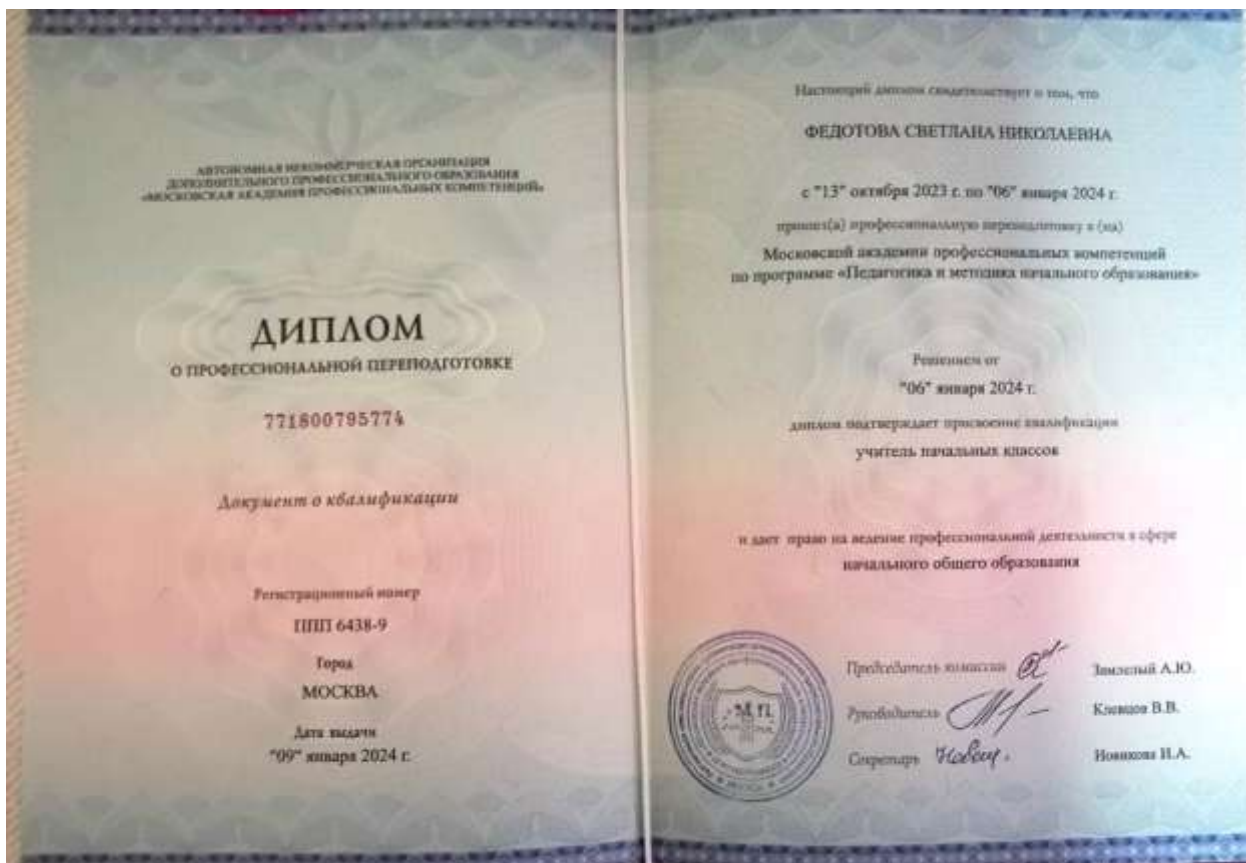 АВТОНОМНАЯ НЕКОММЕРЧЕСКАЯ ОРГАНИЗАЦИЯ
ДОПОЛНИТЕЛЬНОГО ПРОФЕССИОНАЛЬНОГО ОБРАЗОВАНИЯ
«МОСКОВСКАЯ АКАДЕМИЯ ПРОФЕССИОНАЛЬНЫХ КОМПЕТЕНЦИЙ»
ДИПЛОМ
О ПРОФЕССИОНАЛЬНОЙ ПЕРЕПОДГОТОВКЕ
771800795774
Документ о квалификации
Регистрационный номер
ППП 6438-9
Город
МОСКВА
Дата выдачи
"09" января 2024 г.
Настоящий диплом свидетельствует о том, что
ФЕДОТОВА СВЕТЛАНА НИКОЛАЕВНА
с "13" октября 2023 г. по "06" января 2024 г.
прошел(а) профессиональную переподготовку в (на)
Московской академии профессиональных компетенций
по программе «Педагогика и методика начального образования»
Решением от
"06" января 2024 г.
диплом подтверждает присвоение квалификации
учитель начальных классов
и дает право на ведение профессиональной деятельности в сфере
начального общего образования
Председатель комиссии А.Ю.
Руководитель Клевцов В.В.
М.П.
Секретарь Новикова И.А.